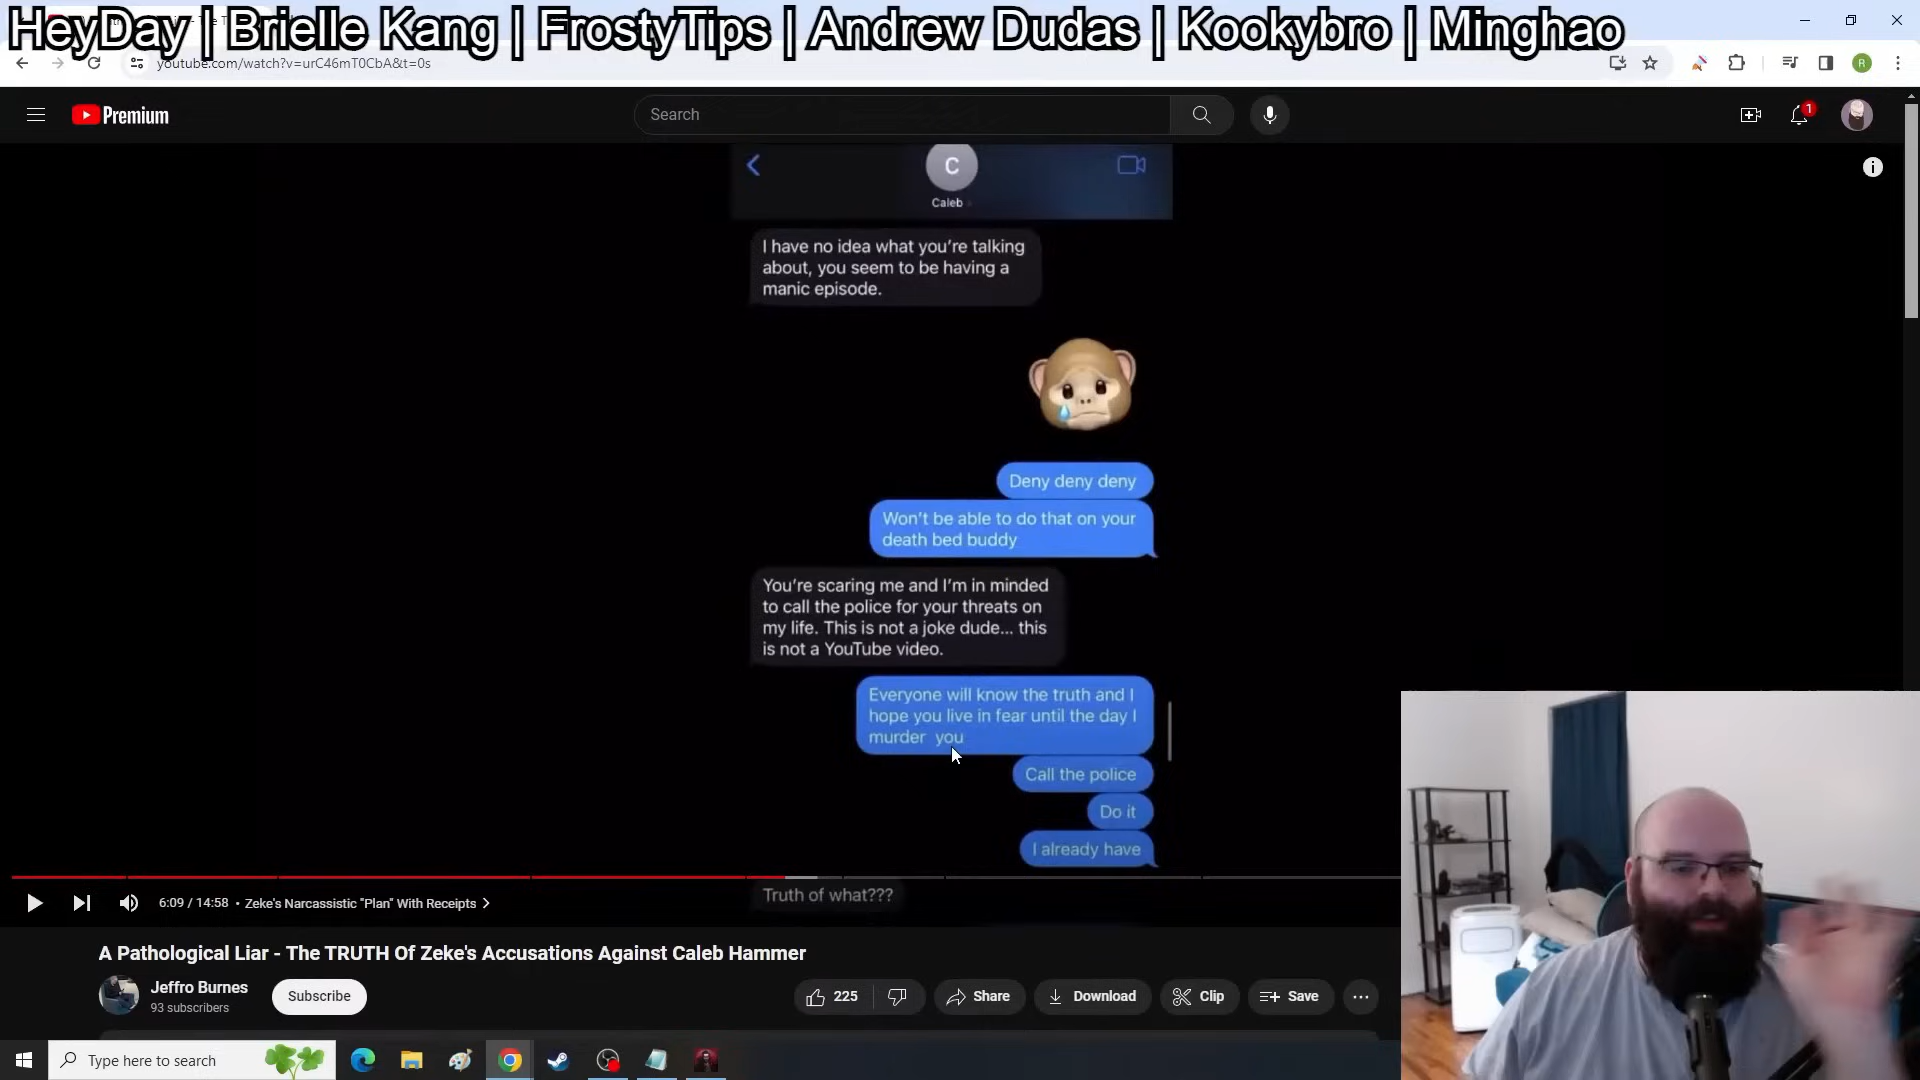 HeyDay | Brielle Kang | FrostyTips | Andrew Dudas | Kookybro | Minghao
youtube.com/watch?v=urC46mT0CbA&t=0s
R
Premium
Search
1
C
Caleb
I have no idea what you're talking
about, you seem to be having a
manic episode.
Deny deny deny
Won't be able to do that on your
death bed buddy
You're scaring me and I'm in minded
to call the police for your threats on
my life. This is not a joke dude... this
is not a YouTube video.
Everyone will know the truth and I
hope you live in fear until the day I
murder you
Call the police
Do it
I already have
Truth of what???
6:09 / 14:58 • Zeke's Narcassistic "Plan" With Receipts
A Pathological Liar - The TRUTH Of Zeke's Accusations Against Caleb Hammer
Jeffro Burnes
93 subscribers
Subscribe
225
Share
Download
Clip
Save
Type here to search